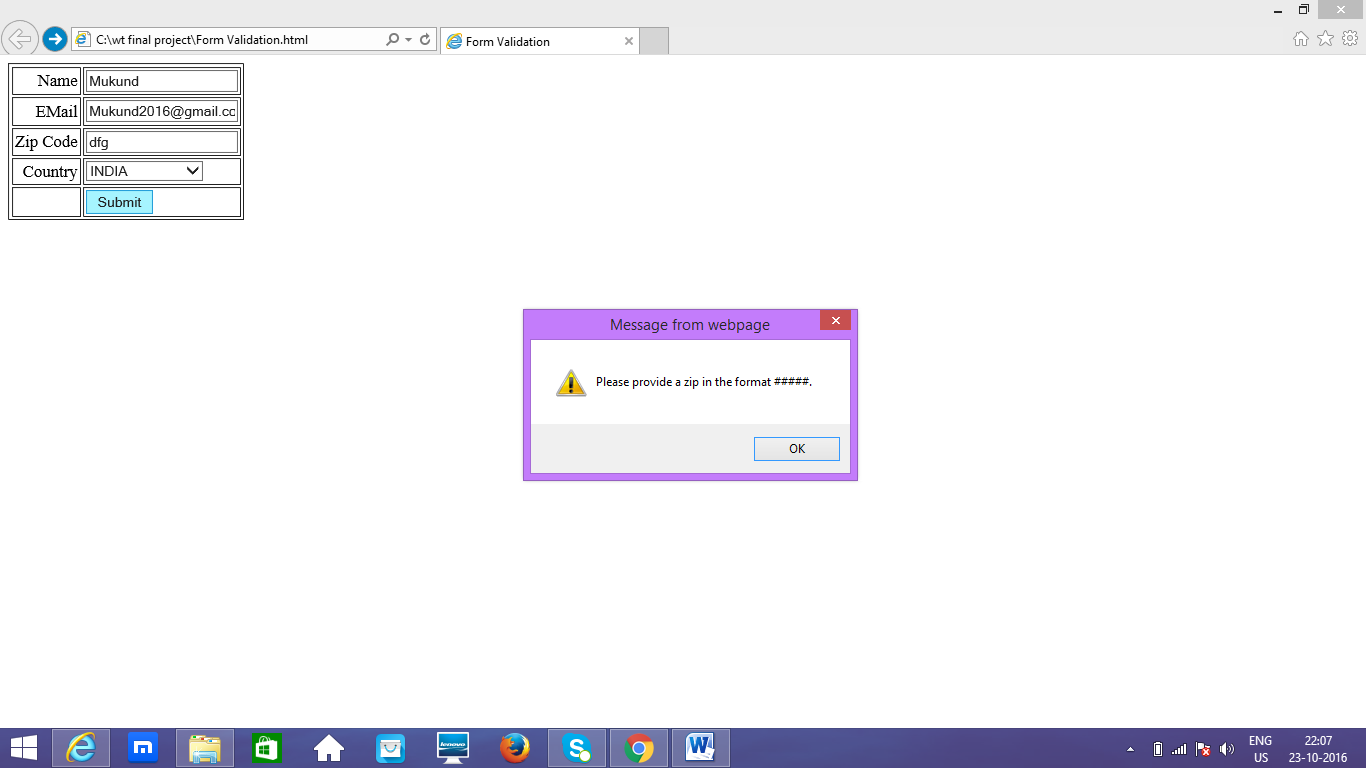 C:\wt final project\Form Validation.html
Form Validation
Name Mukund
EMail Mukund2016@gmail.cc
Zip Code dfg
Country INDIA
Submit
Message from webpage
Please provide a zip in the format #####.
OK
lenovo
ENG 22:07
US 23-10-2016